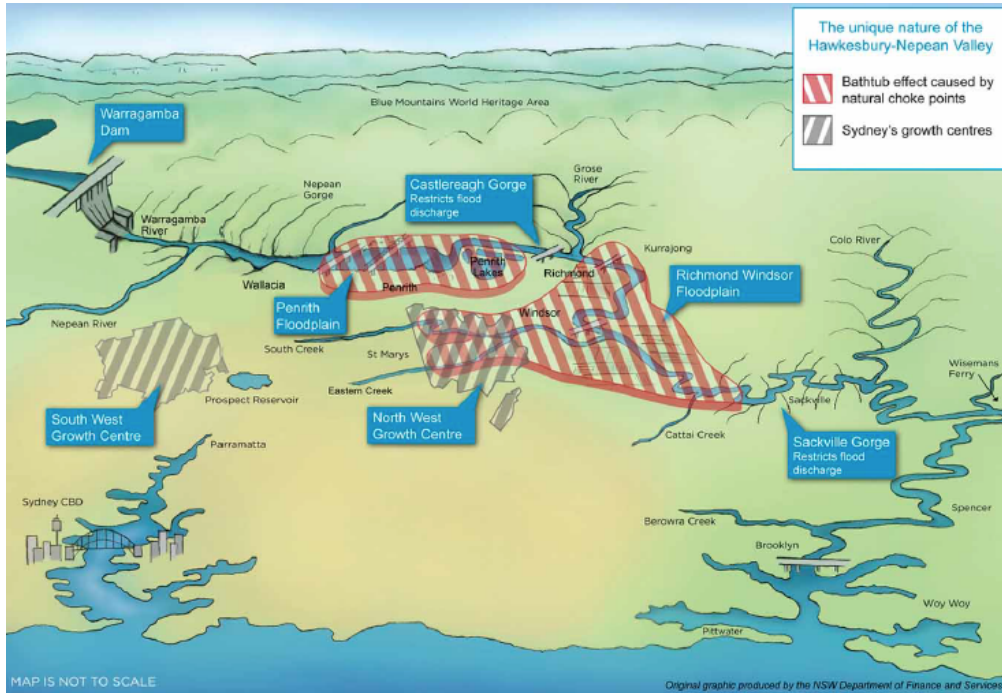 The unique nature of the
Hawkesbury-Nepean Valley
Bathtub effect caused by
natural choke points
Sydney's growth centres
Blue Mountains World Heritage Area
Warragamba
Dam
Nepean
Gorge
Castlereagh Gorge
Restricts flood
discharge
Grose
River
Warragamba
River
Kurrajong
Colo River
Wallacia
Penrith
Penrith
Lakes
Richmond
Richmond Windsor
Floodplain
Penrith
Floodplain
Windsor
Nepean River
South Creek
St Marys
Eastern Creek
Prospect Reservoir
Wisemans
Ferry
Sackville
South West
Growth Centre
North West
Growth Centre
Cattai Creek
Sackville Gorge
Restricts flood
discharge
Parramatta
Sydney CBD
Berowra Creek
Spencer
Brooklyn
Woy Woy
Pittwater
MAP IS NOT TO SCALE
Original graphic produced by the NSW Department of Finance and Services